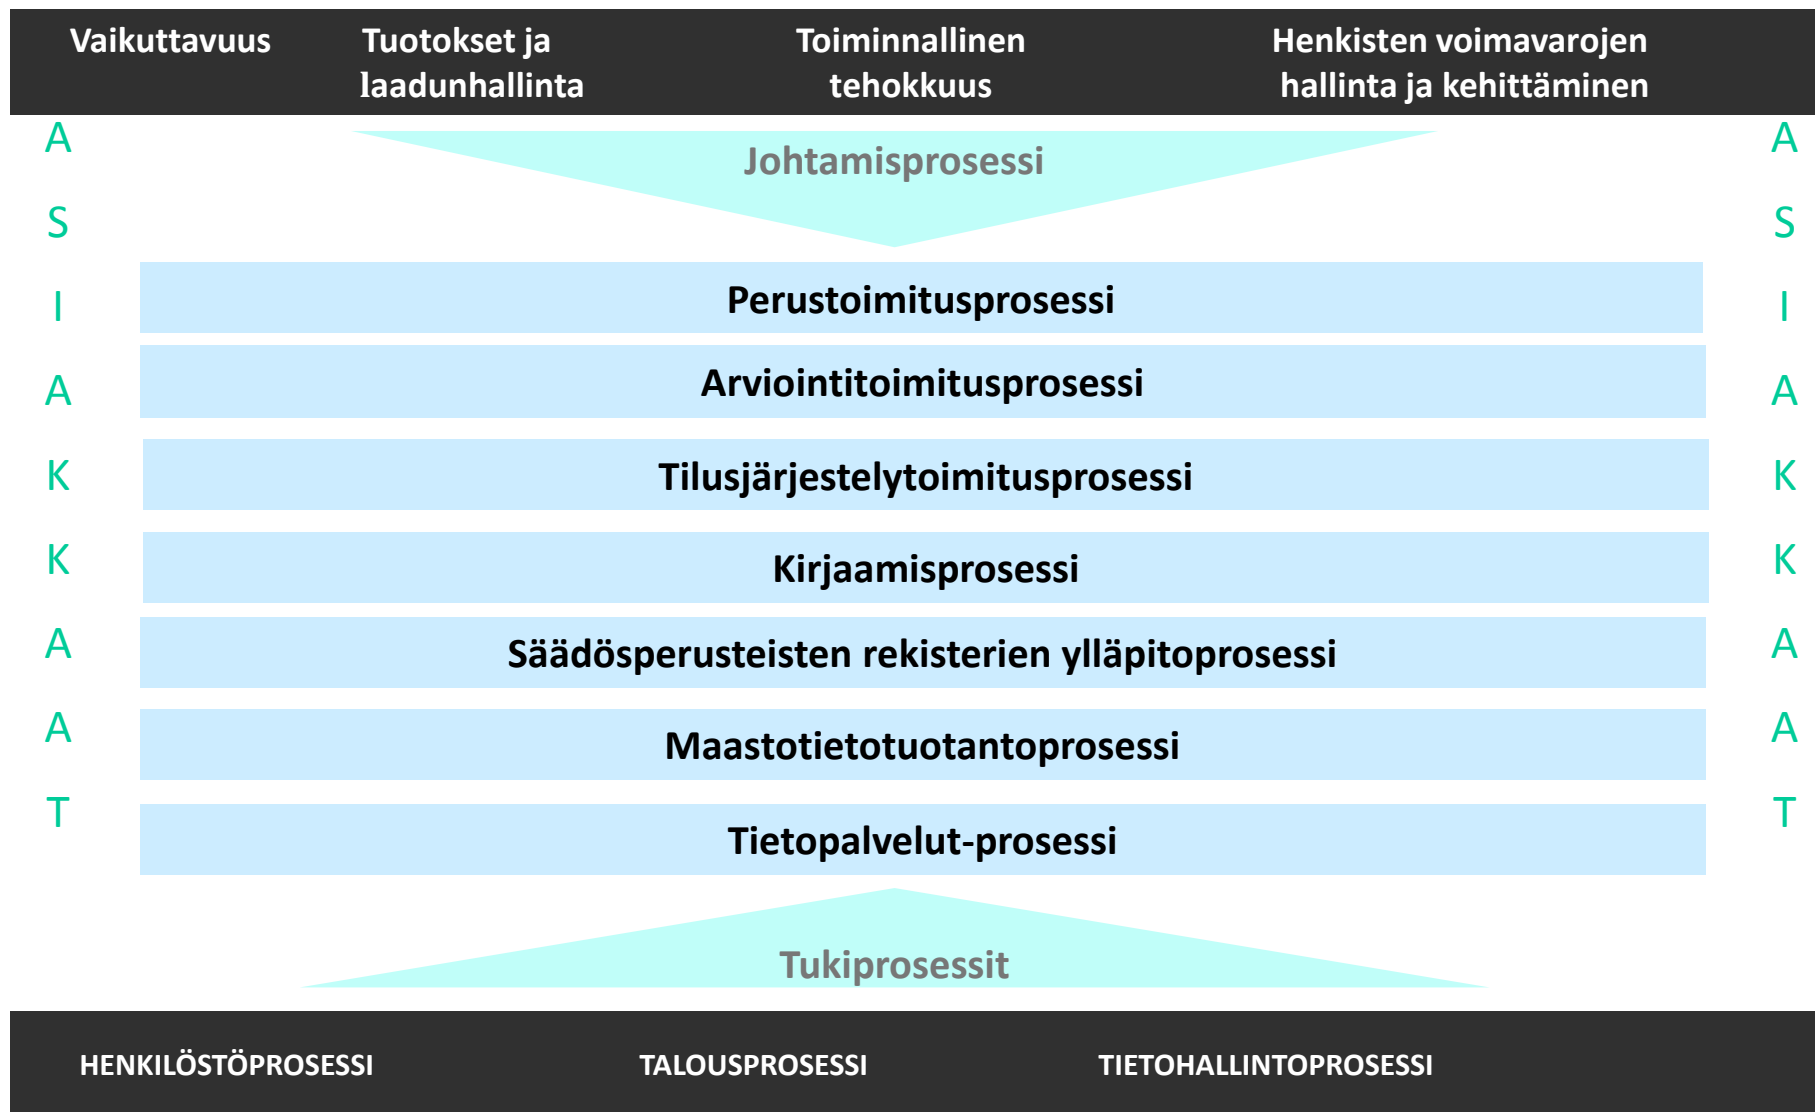 Vaikuttavuus
Tuotokset ja
laadunhallinta
Toiminnallinen
tehokkuus
Henkisten voimavarojen
hallinta ja kehittäminen
A
S
I
A
K
K
A
A
T
Johtamisprosessi
Perustoimitusprosessi
Arviointitoimitusprosessi
Tilusjärjestelytoimitusprosessi
Kirjaamisprosessi
Säädösperusteisten rekisterien ylläpitoprosessi
Maastotietotuotantoprosessi
Tietopalvelut-prosessi
Tukiprosessit
A
S
I
A
K
K
A
A
T
HENKILÖSTÖPROSESSI
TALOUSPROSESSI
TIETOHALLINTOPROSESSI